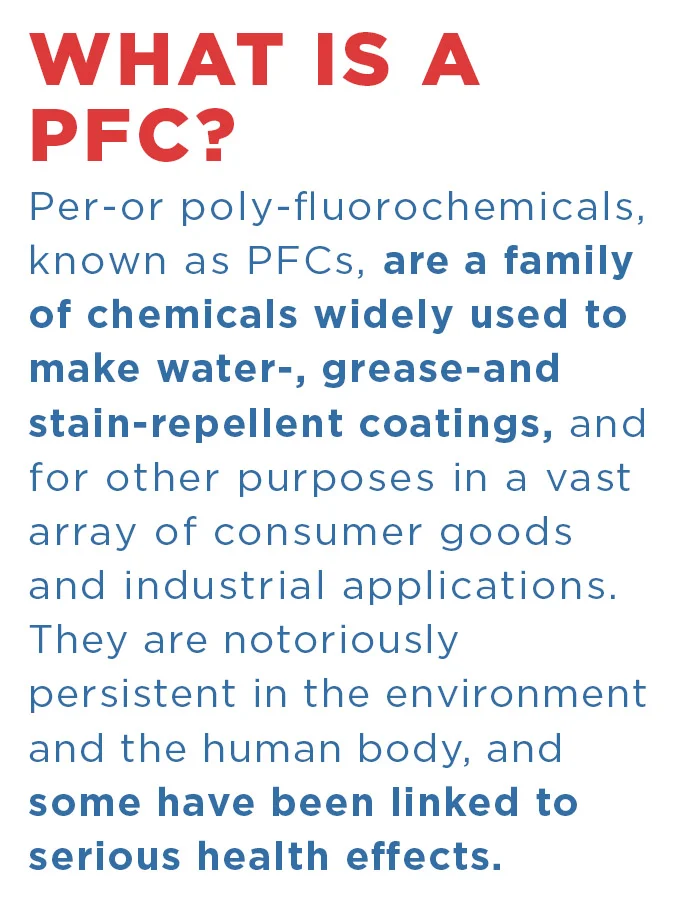 WHAT IS A
PFC?
Per-or poly-fluorochemicals,
known as PFCs, are a family
of chemicals widely used to
make water-, grease-and
stain-repellent coatings, and
for other purposes in a vast
array of consumer goods
and industrial applications.
They are notoriously
persistent in the environment
and the human body, and
some have been linked to
serious health effects.